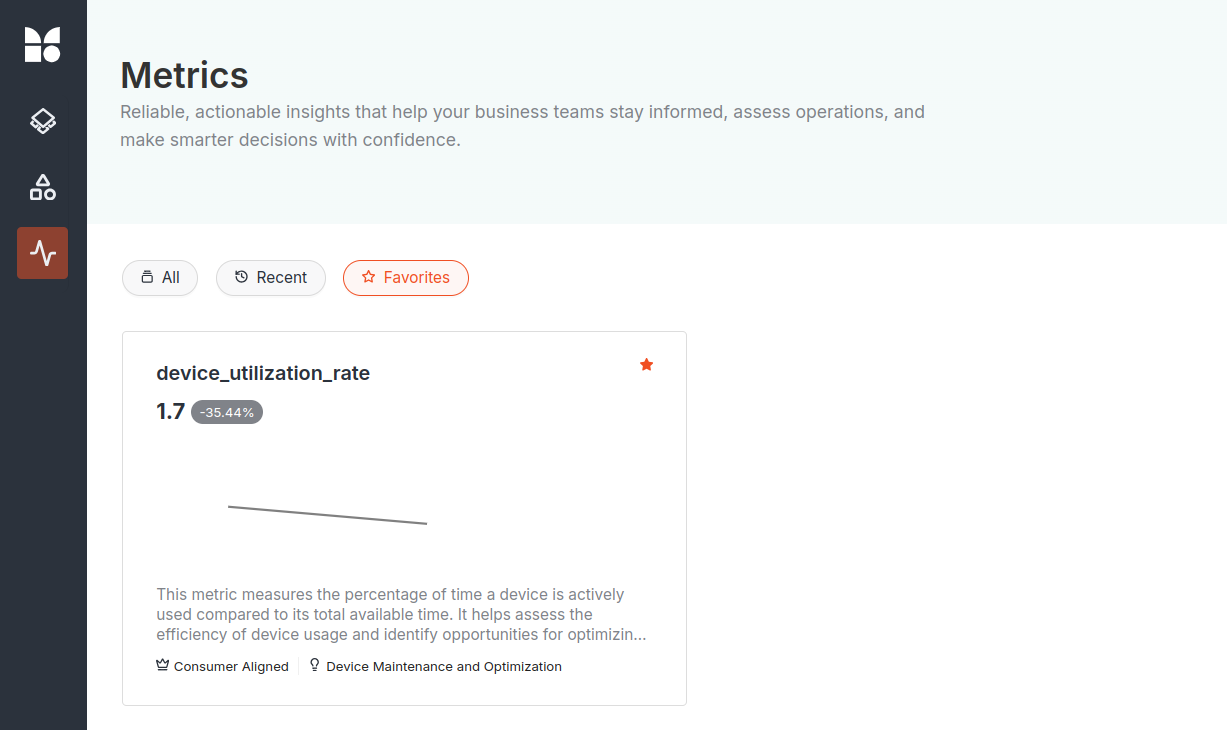 Metrics
Reliable, actionable insights that help your business teams stay informed, assess operations, and
make smarter decisions with confidence.
All
Recent
Favorites
device_utilization_rate
1.7 -35.44%
This metric measures the percentage of time a device is actively
used compared to its total available time. It helps assess the
efficiency of device usage and identify opportunities for optimizin...
Consumer Aligned
Device Maintenance and Optimization